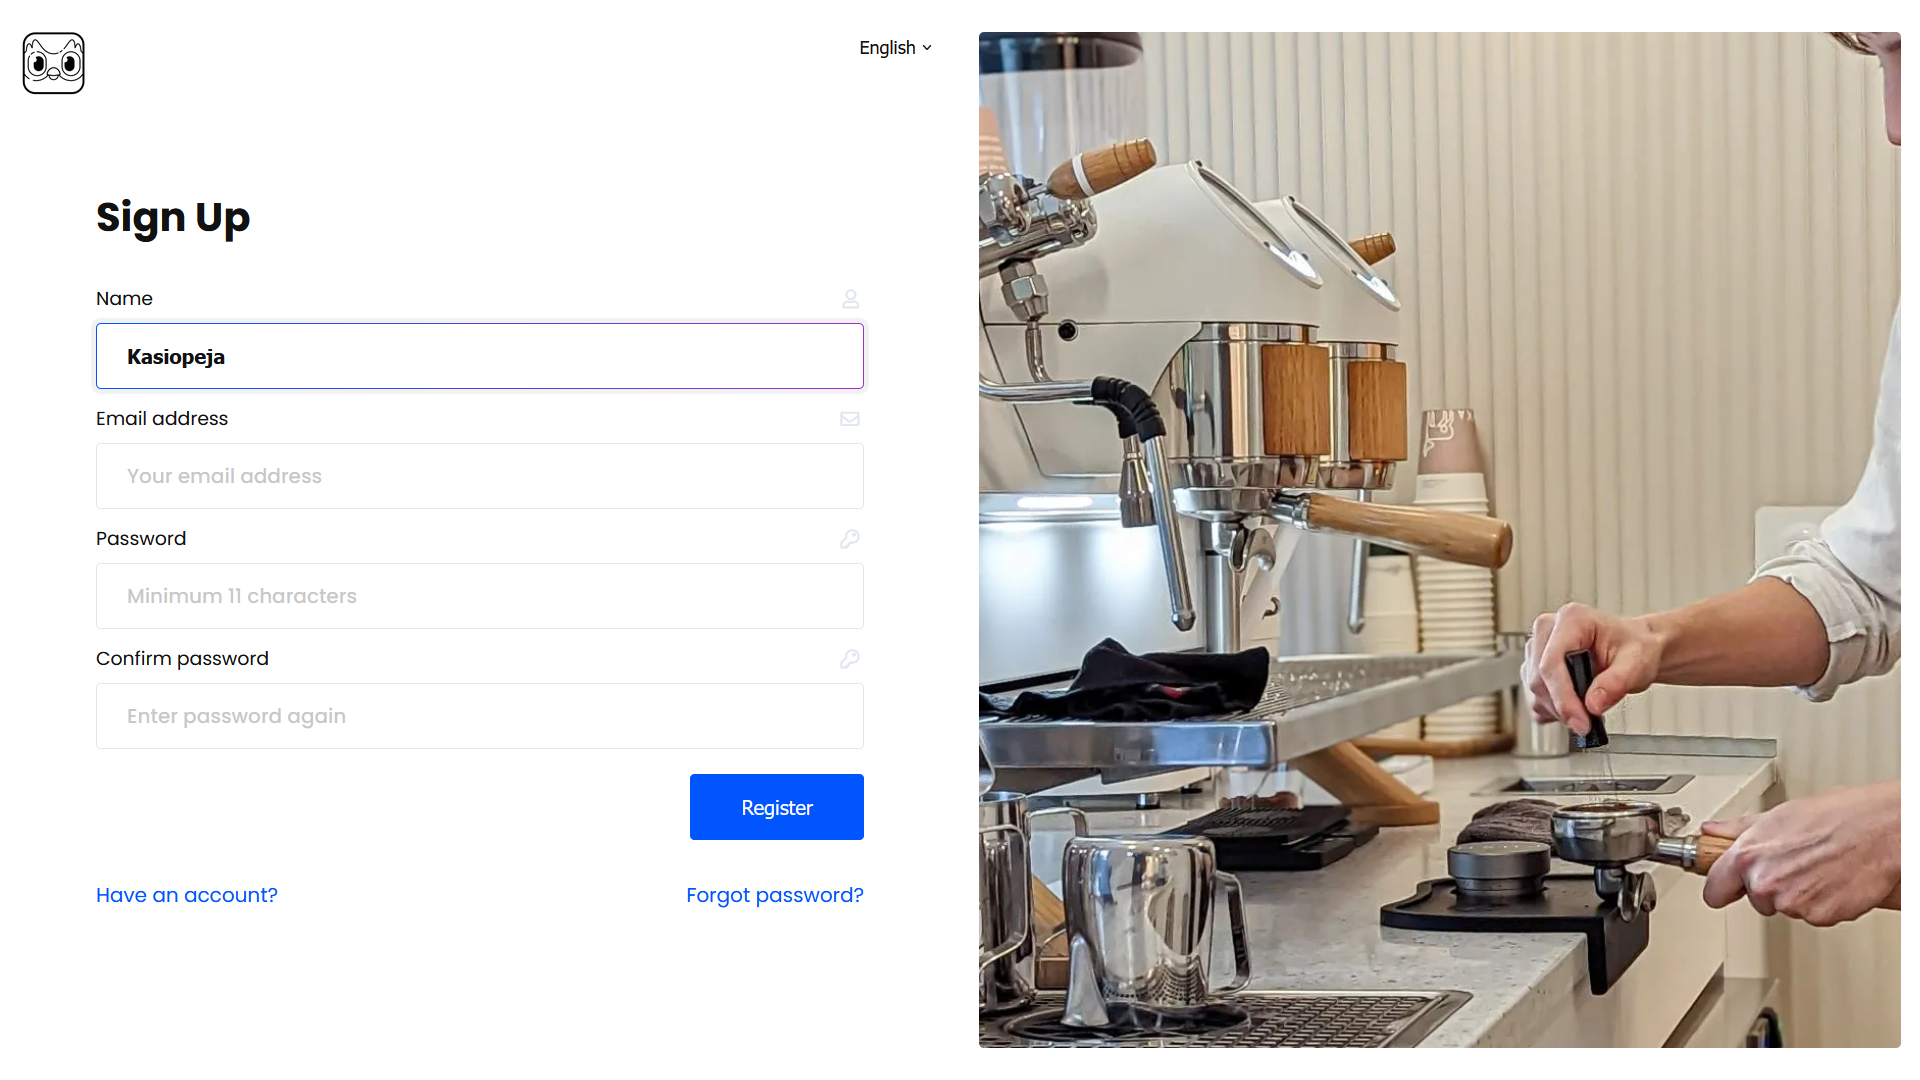 English
Sign Up
Name
Kasiopeja
Email address
Your email address
Password
Minimum 11 characters
Confirm password
Enter password again
Register
Have an account?
Forgot password?